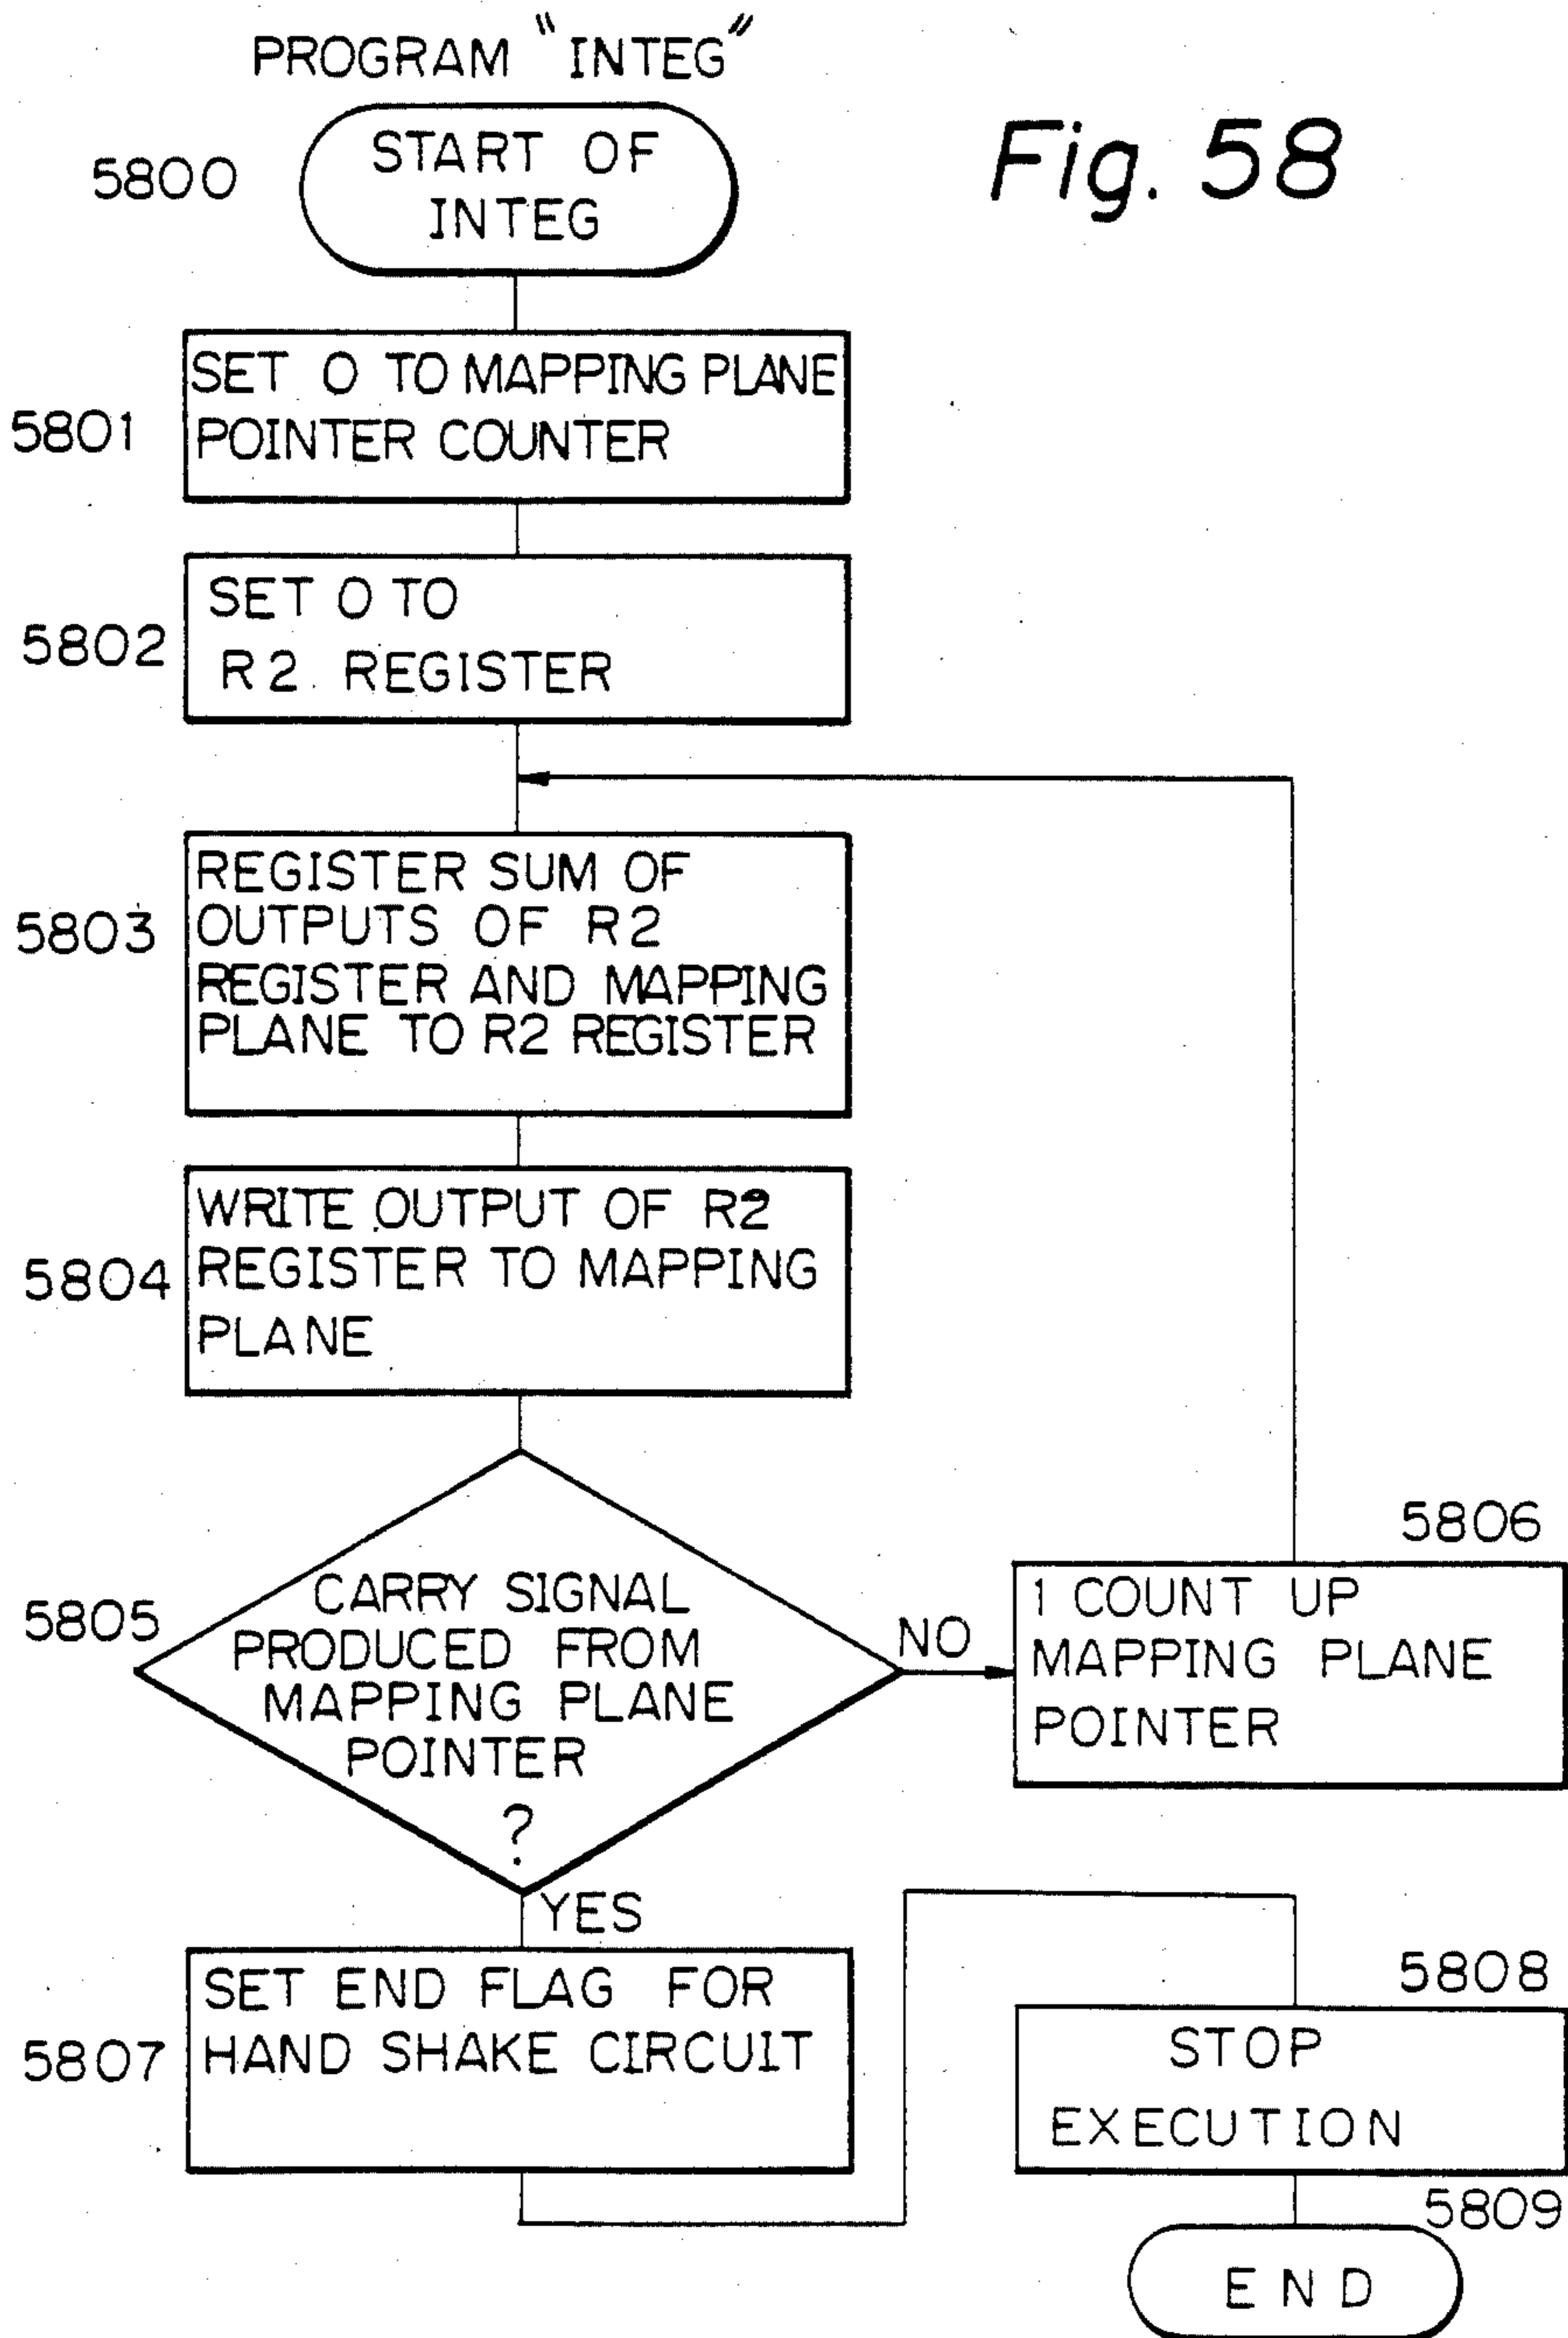 PROGRAM "INTEG"
Fig. 58
5800
START OF
INTEG
5801
SET 0 TO MAPPING PLANE
POINTER COUNTER
5802
SET 0 TO
R2 REGISTER
5803
REGISTER SUM OF
OUTPUTS OF R2
REGISTER AND MAPPING
PLANE TO R2 REGISTER
5804
WRITE OUTPUT OF R2
REGISTER TO MAPPING
PLANE
5805
CARRY SIGNAL
PRODUCED FROM
MAPPING PLANE
POINTER
?
NO
5806
1 COUNT UP
MAPPING PLANE
POINTER
YES
5807
SET END FLAG FOR
HAND SHAKE CIRCUIT
5808
STOP
EXECUTION
5809
END